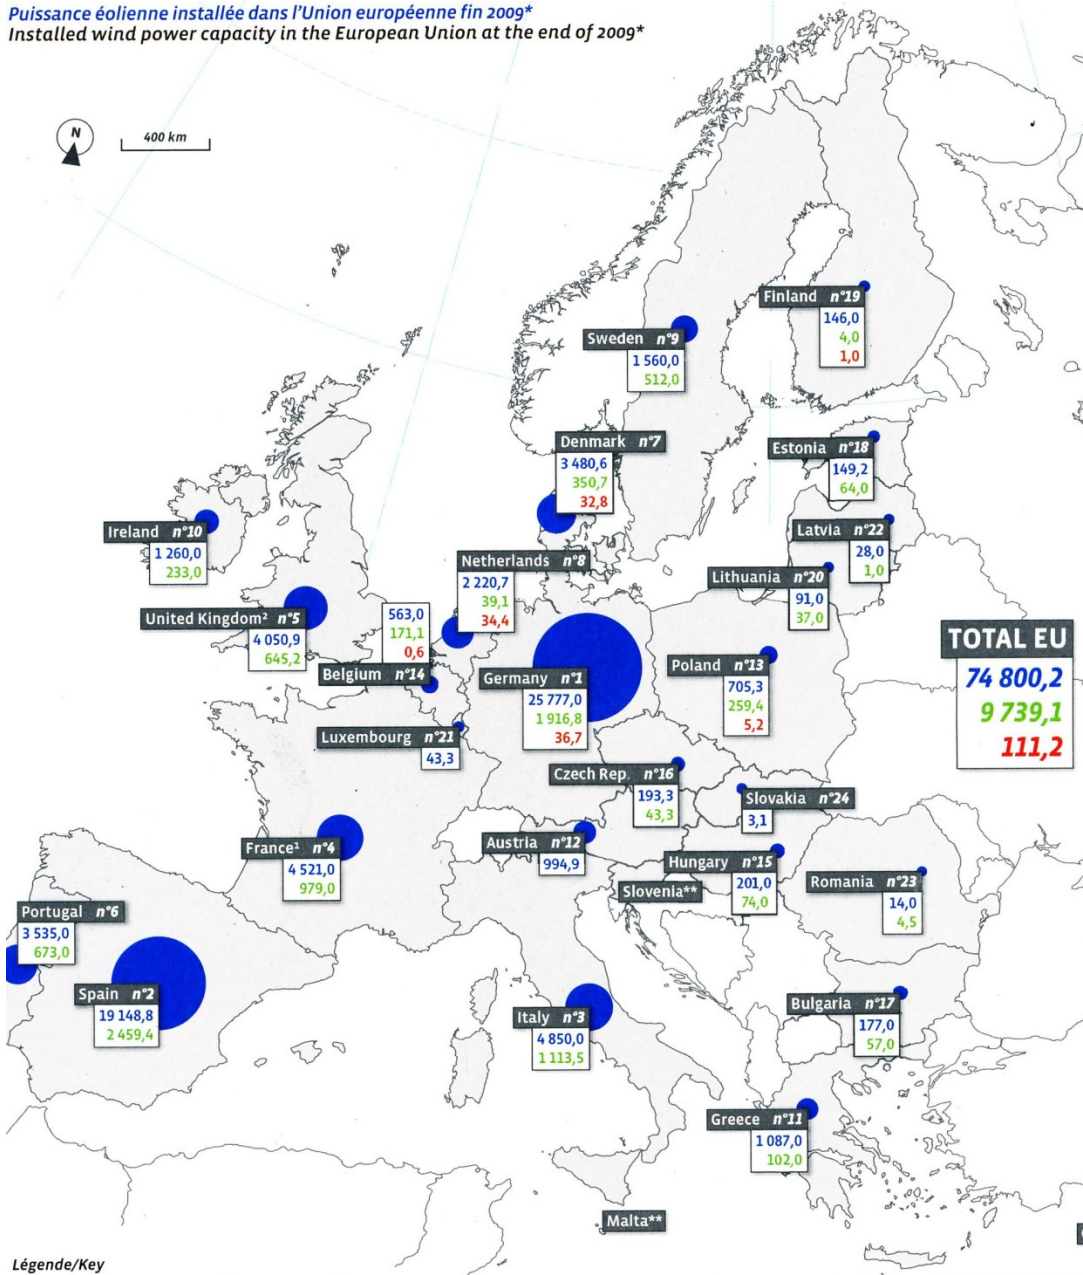 Puissance éolienne installée dans l'Union européenne fin 2009*
Installed wind power capacity in the European Union at the end of 2009*
N
400 km
Finland n°19
146,0
4,0
1,0
Sweden n°9
1 560,0
512,0
Denmark n°7
3 480,6
350,7
32,8
Estonia n°18
149,2
64,0
Ireland n°10
1 260,0
233,0
Latvia n°22
28,0
1,0
Netherlands n°8
2 220,7
39,1
34,4
Lithuania n°20
91,0
37,0
United Kingdom² n°5
4 050,9
645,2
563,0
171,1
0,6
Belgium n°14
Germany n°1
25 777,0
1 916,8
36,7
Poland n°13
705,3
259,4
5,2
TOTAL EU
74 800,2
9 739,1
111,2
Luxembourg n°21
43,3
Czech Rep. n°16
193,3
43,3
Slovakia n°24
3,1
France¹ n°4
4 521,0
979,0
Austria n°12
994,9
Hungary n°15
201,0
74,0
Slovenia**
Romania n°23
14,0
4,5
Portugal n°6
3 535,0
673,0
Spain n°2
19 148,8
2 459,4
Italy n°3
4 850,0
1 113,5
Bulgaria n°17
177,0
57,0
Greece n°11
1 087,0
102,0
Malta**
Légende/Key